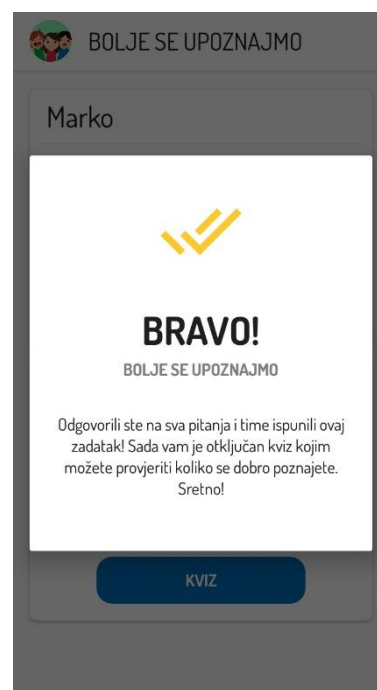 BOLJE SE UPOZNAJMO
Marko
BRAVO!
BOLJE SE UPOZNAJMO
Odgovorili ste na sva pitanja i time ispunili ovaj
zadatak! Sada vam je otključan kviz kojim
možete provjeriti koliko se dobro poznajete.
Sretno!
KVIZ